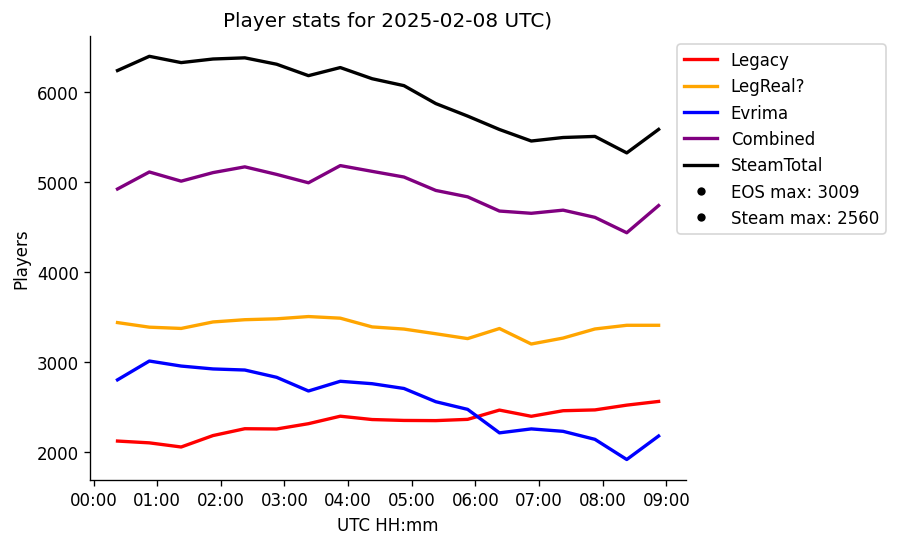 Player stats for 2025-02-08 UTC)
Legacy
LegReal?
Evrima
Combined
SteamTotal
EOS max: 3009
Steam max: 2560
Players
6000
5000
4000
3000
2000
00:00 01:00 02:00 03:00 04:00 05:00 06:00 07:00 08:00 09:00
UTC HH:mm